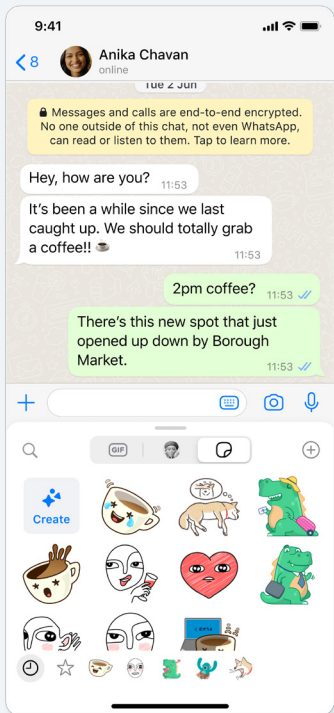 9:41
8
Anika Chavan
online
Tue 2 Jun
Messages and calls are end-to-end encrypted.
No one outside of this chat, not even WhatsApp,
can read or listen to them. Tap to learn more.
Hey, how are you? 11:53
It's been a while since we last
caught up. We should totally grab
a coffee!! ☕
11:53
2pm coffee? 11:53
There's this new spot that just
opened up down by Borough
Market.
11:53
GIF
Create